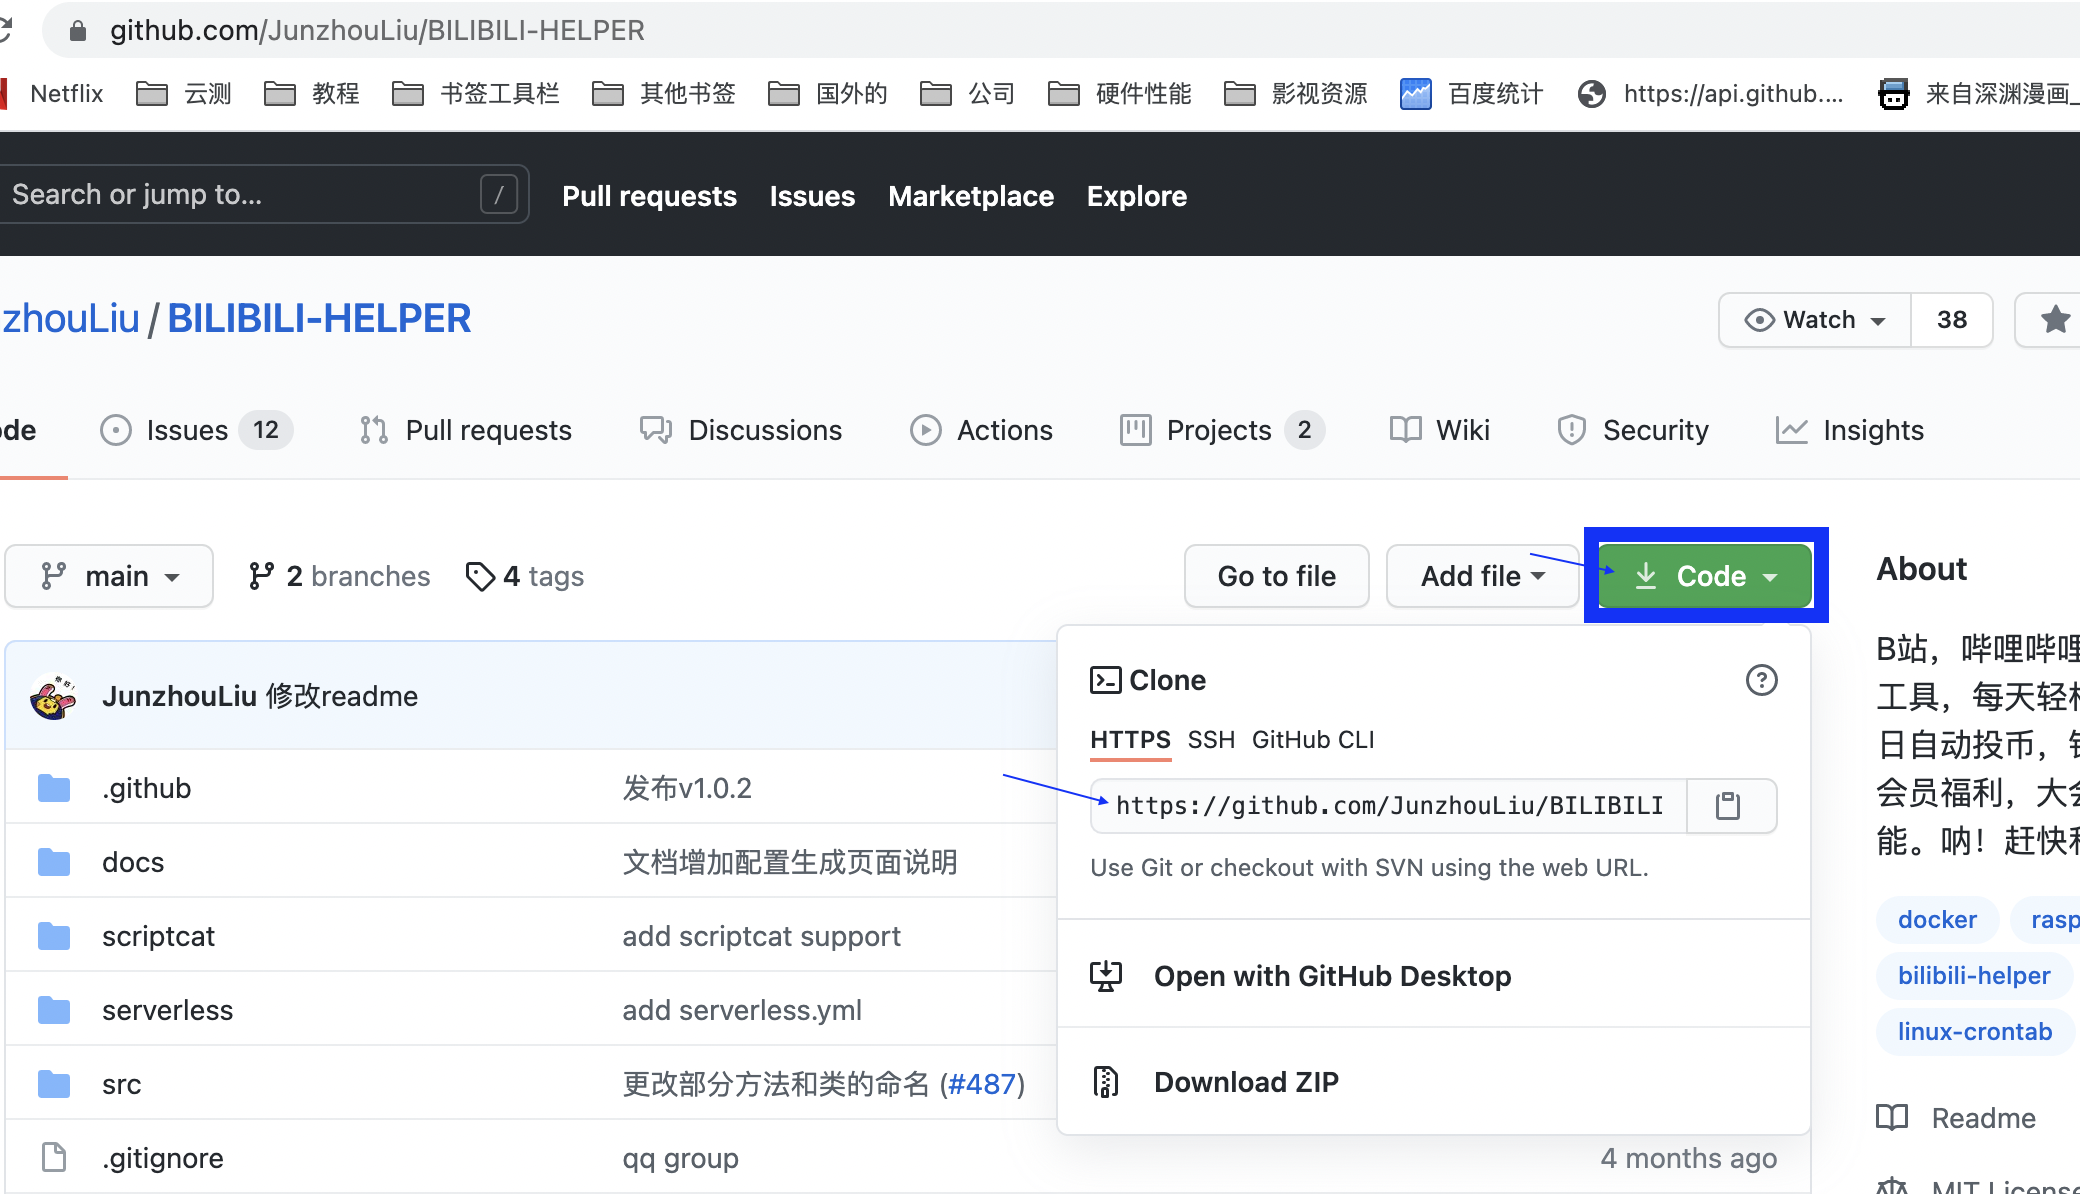 github.com/JunzhouLiu/BILIBILI-HELPER
Netflix 云测 教程 书签工具栏 其他书签 国外的 公司 硬件性能 影视资源 百度统计 https://api.github.... 来自深渊漫画_
Search or jump to... / Pull requests Issues Marketplace Explore
zhouLiu / BILIBILI-HELPER
Watch 38
ode Issues 12 Pull requests Discussions Actions Projects 2 Wiki Security Insights
main 2 branches 4 tags Go to file Add file Code
JunzhouLiu 修改readme
.github 发布v1.0.2
docs 文档增加配置生成页面说明
scriptcat add scriptcat support
serverless add serverless.yml
src 更改部分方法和类的命名 (#487)
.gitignore qq group 4 months ago
Clone
HTTPS SSH GitHub CLI
https://github.com/JunzhouLiu/BILIBILI
Use Git or checkout with SVN using the web URL.
Open with GitHub Desktop
Download ZIP
About
B站，哔哩哔哩
工具，每天轻
日自动投币，
会员福利，大
能。呐！赶快
docker rasp
bilibili-helper
linux-crontab
Readme
MIT License